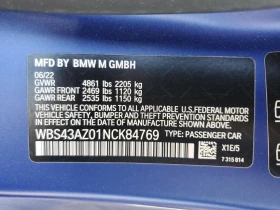 MFD BY BMW M GMBH
06/22
GVWR 4861 lbs 2205 kg
GAWR FRONT 2469 lbs 1120 kg
GAWR REAR 2535 lbs 1150 kg
THIS VEHICLE CONFORMS TO ALL APPLICABLE U.S.FEDERAL MOTOR
VEHICLE SAFETY, BUMPER, AND THEFT PREVENTION STANDARDS
IN EFFECT ON THE DATE OF MANUFACTURE SHOWN ABOVE.
WBS43AZ01NCK84769 TYPE: PASSENGER CAR
X1E/5
7 315 814